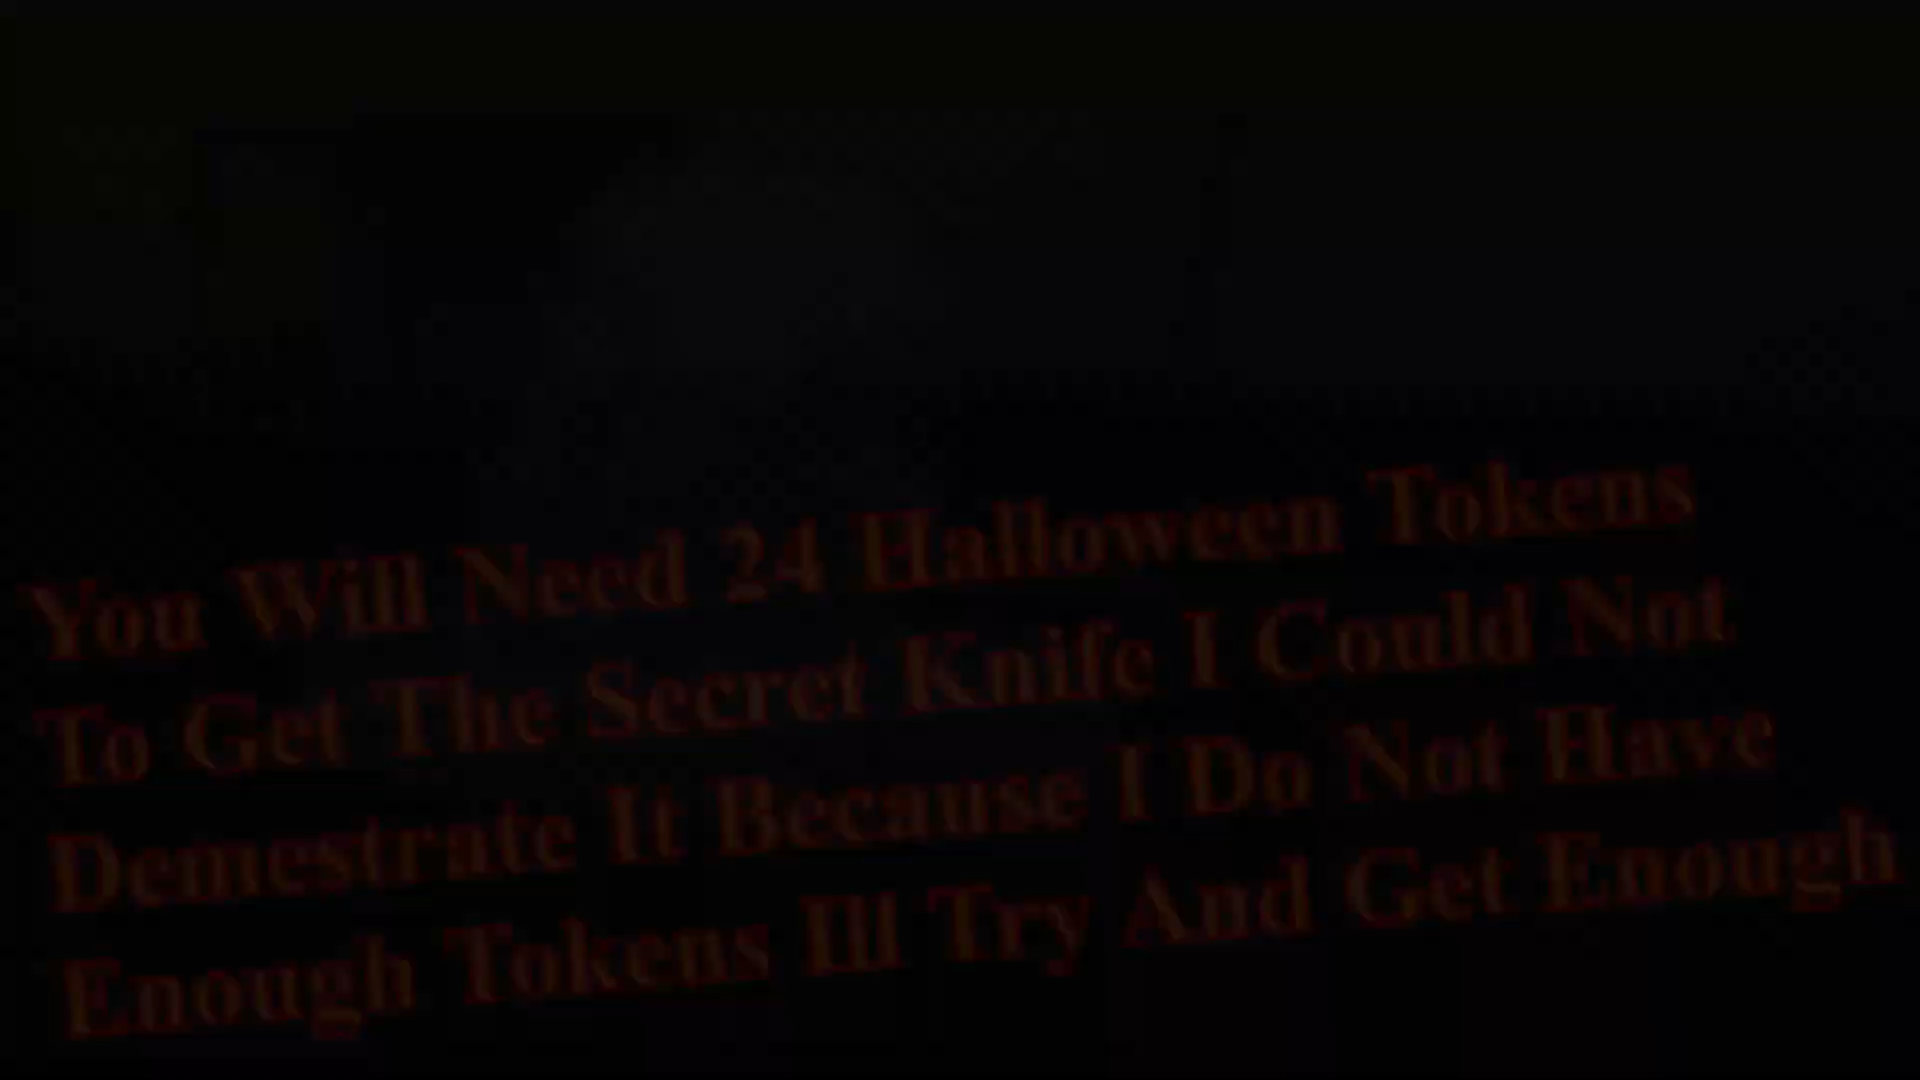 You Will Need 24 Halloween Tokens
To Get The Secret Knife I Could Not
Demestrate It Because I Do Not Have
Enough Tokens Ill Try And Get Enough